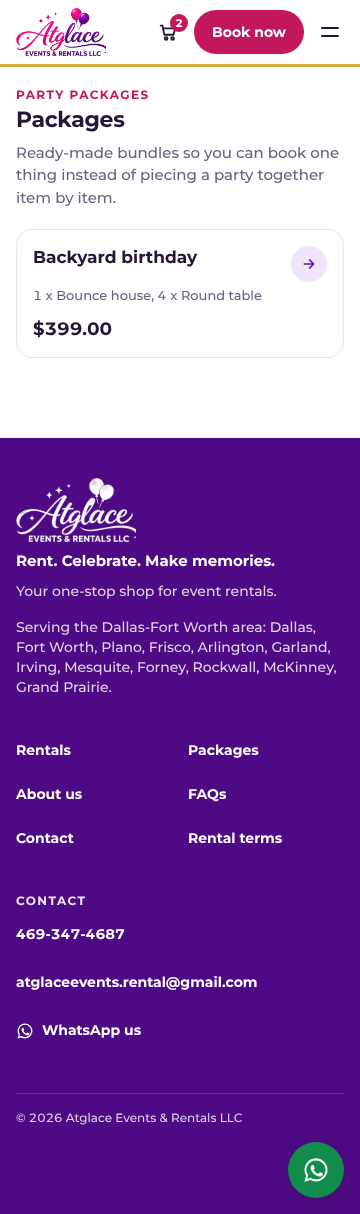 Atglace
EVENTS & RENTALS LLC
2
Book now
PARTY PACKAGES
Packages
Ready-made bundles so you can book one
thing instead of piecing a party together
item by item.
Backyard birthday
1 x Bounce house, 4 x Round table
$399.00
Atglace
EVENTS & RENTALS LLC
Rent. Celebrate. Make memories.
Your one-stop shop for event rentals.
Serving the Dallas-Fort Worth area: Dallas,
Fort Worth, Plano, Frisco, Arlington, Garland,
Irving, Mesquite, Forney, Rockwall, McKinney,
Grand Prairie.
Rentals
Packages
About us
FAQs
Contact
Rental terms
CONTACT
469-347-4687
atglaceevents.rental@gmail.com
WhatsApp us
© 2026 Atglace Events & Rentals LLC